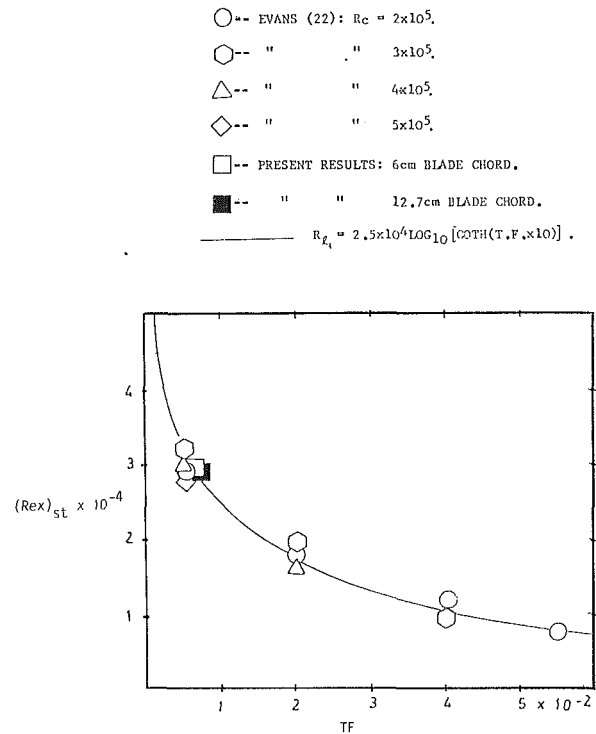 -- EVANS (22): Rc = 2x10⁵.
-- " " 3x10⁵.
-- " " 4x10⁵.
-- " " 5x10⁵.
-- PRESENT RESULTS: 6cm BLADE CHORD.
-- " " 12.7cm BLADE CHORD.
R_ℓᵢ = 2.5x10⁴LOG₁₀[COTH(T.F.x10)] .
4
3
(Rex)st x 10⁻⁴
2
1
1 2 3 4 5 x 10⁻²
TF